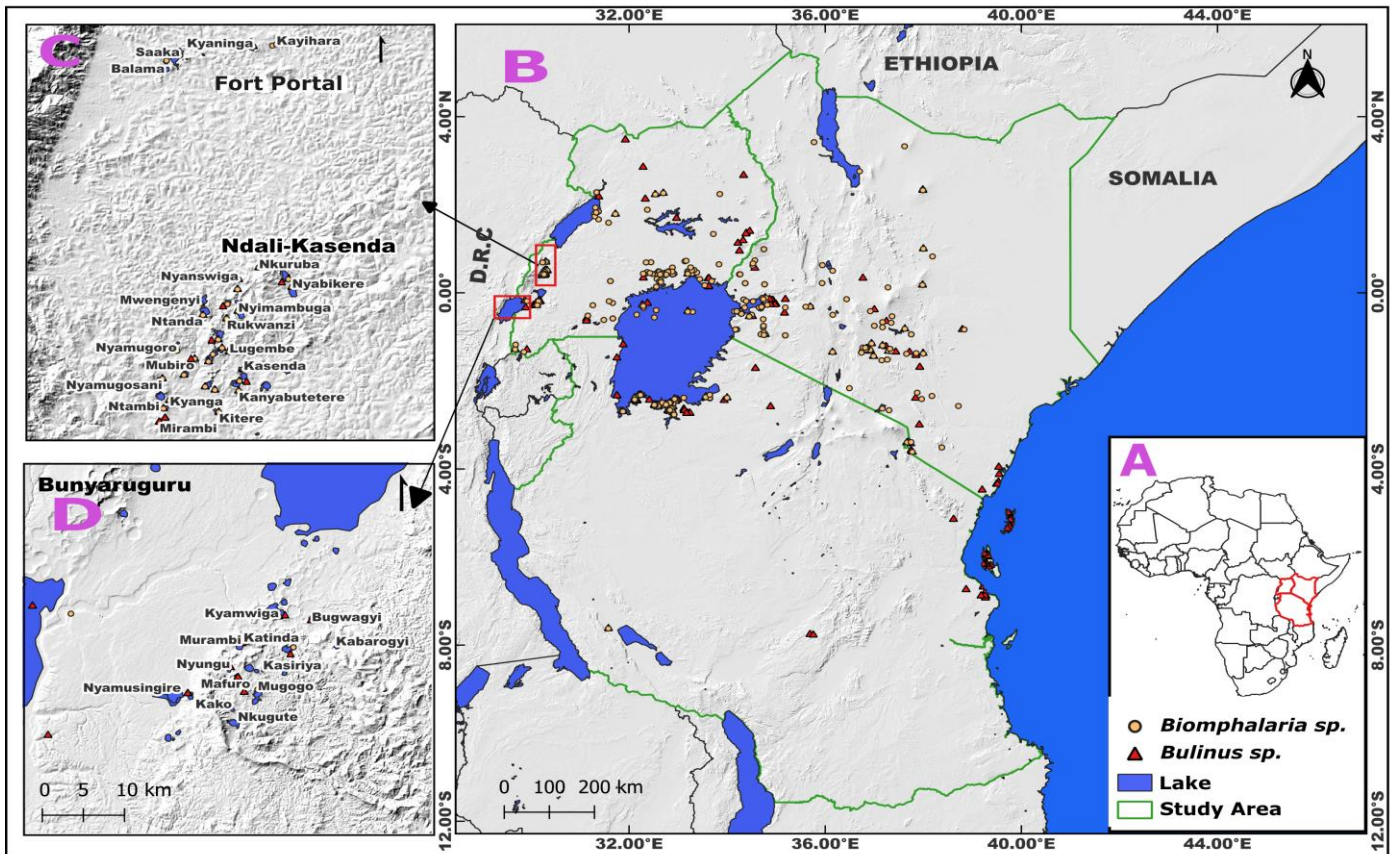 C
Kyaninga
Kayihara
Saaka
Balama
Fort Portal
Ndali-Kasenda
Nkuruba
Nyanswiga
Nyabikere
Mwengenyi
Nyimambuga
Ntanda
Rukwanzi
Nyamugoro
Lugembe
Mubiro
Kasenda
Nyamugosani
Kanyabutetere
Ntambi
Kyanga
Kitere
Mirambi
Bunyaruguru
D
Kyamwiga
Bugwagyi
Murambi
Katinda
Kabarogyi
Nyungu
Kasiriya
Nyamusingire
Mafuro
Mugogo
Kako
Nkugute
0 5 10 km
32.00°E 36.00°E 40.00°E 44.00°E
B
ETHIOPIA
N
4.00°N
4.00°N
SOMALIA
D.R.C
0.00°
0.00°
4.00°S
4.00°S
8.00°S
8.00°S
12.00°S
12.00°S
0 100 200 km
32.00°E 36.00°E 40.00°E 44.00°E
A
Biomphalaria sp.
Bulinus sp.
Lake
Study Area